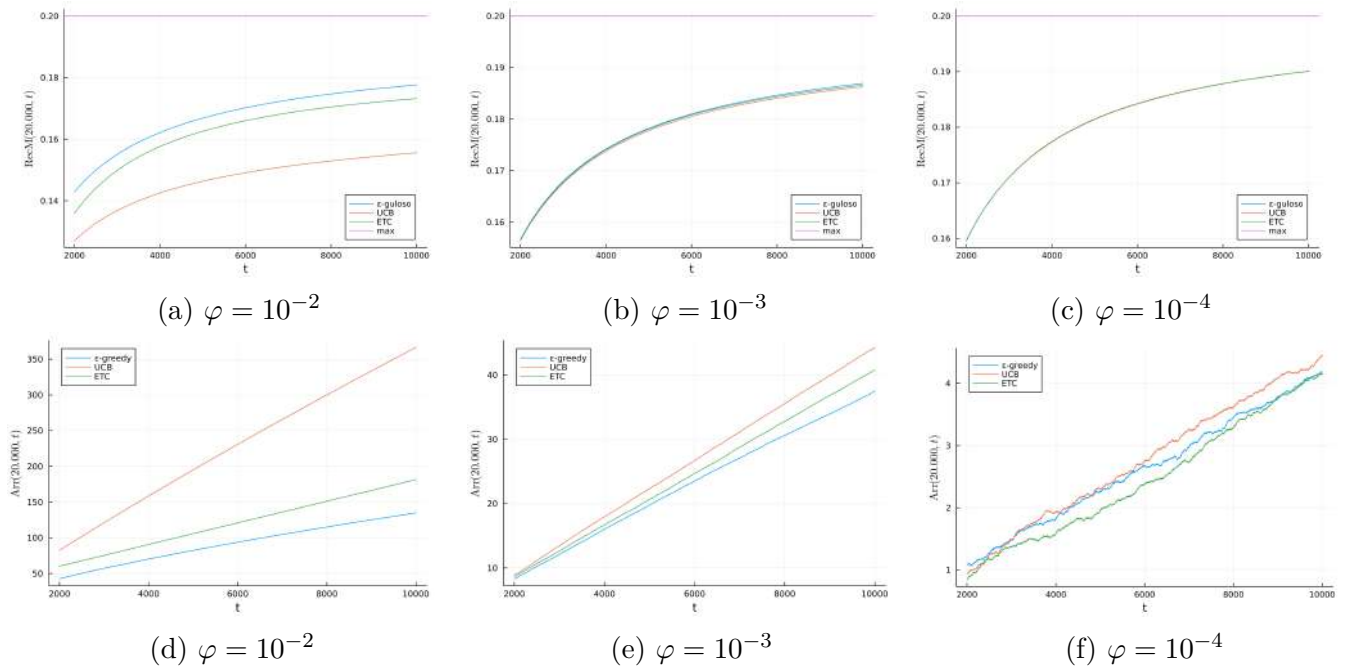 0.20
0.18
0.16
0.14
RecM(20.000, t)
2000 4000 6000 8000 10000
t
ε-guloso
UCB
ETC
max
(a) φ = 10⁻²
0.20
0.19
0.18
0.17
0.16
RecM(20.000, t)
2000 4000 6000 8000 10000
t
ε-guloso
UCB
ETC
max
(b) φ = 10⁻³
0.20
0.19
0.18
0.17
0.16
RecM(20.000, t)
2000 4000 6000 8000 10000
t
ε-guloso
UCB
ETC
max
(c) φ = 10⁻⁴
350
300
250
200
150
100
50
Arr(20.000, t)
ε-greedy
UCB
ETC
2000 4000 6000 8000 10000
t
(d) φ = 10⁻²
40
30
20
10
Arr(20.000, t)
ε-greedy
UCB
ETC
2000 4000 6000 8000 10000
t
(e) φ = 10⁻³
4
3
2
1
Arr(20.000, t)
ε-greedy
UCB
ETC
2000 4000 6000 8000 10000
t
(f) φ = 10⁻⁴